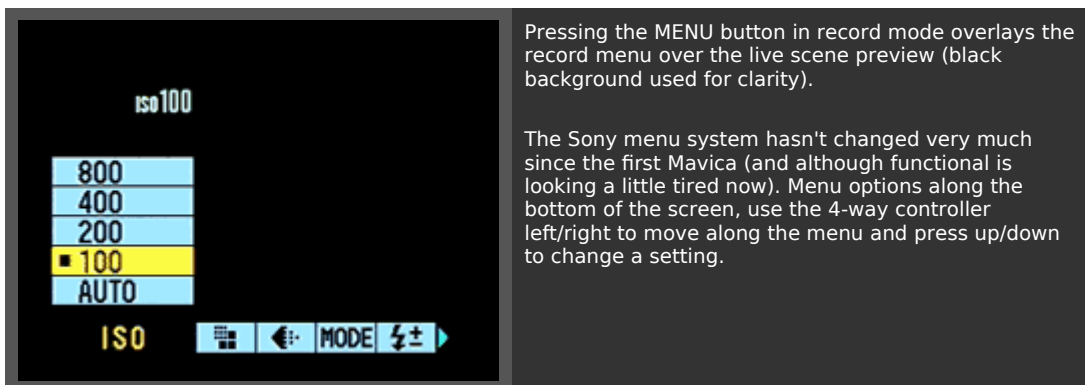 ISO100
800
400
200
100
AUTO
ISO
MODE
Pressing the MENU button in record mode overlays the
record menu over the live scene preview (black
background used for clarity).
The Sony menu system hasn't changed very much
since the first Mavica (and although functional is
looking a little tired now). Menu options along the
bottom of the screen, use the 4-way controller
left/right to move along the menu and press up/down
to change a setting.